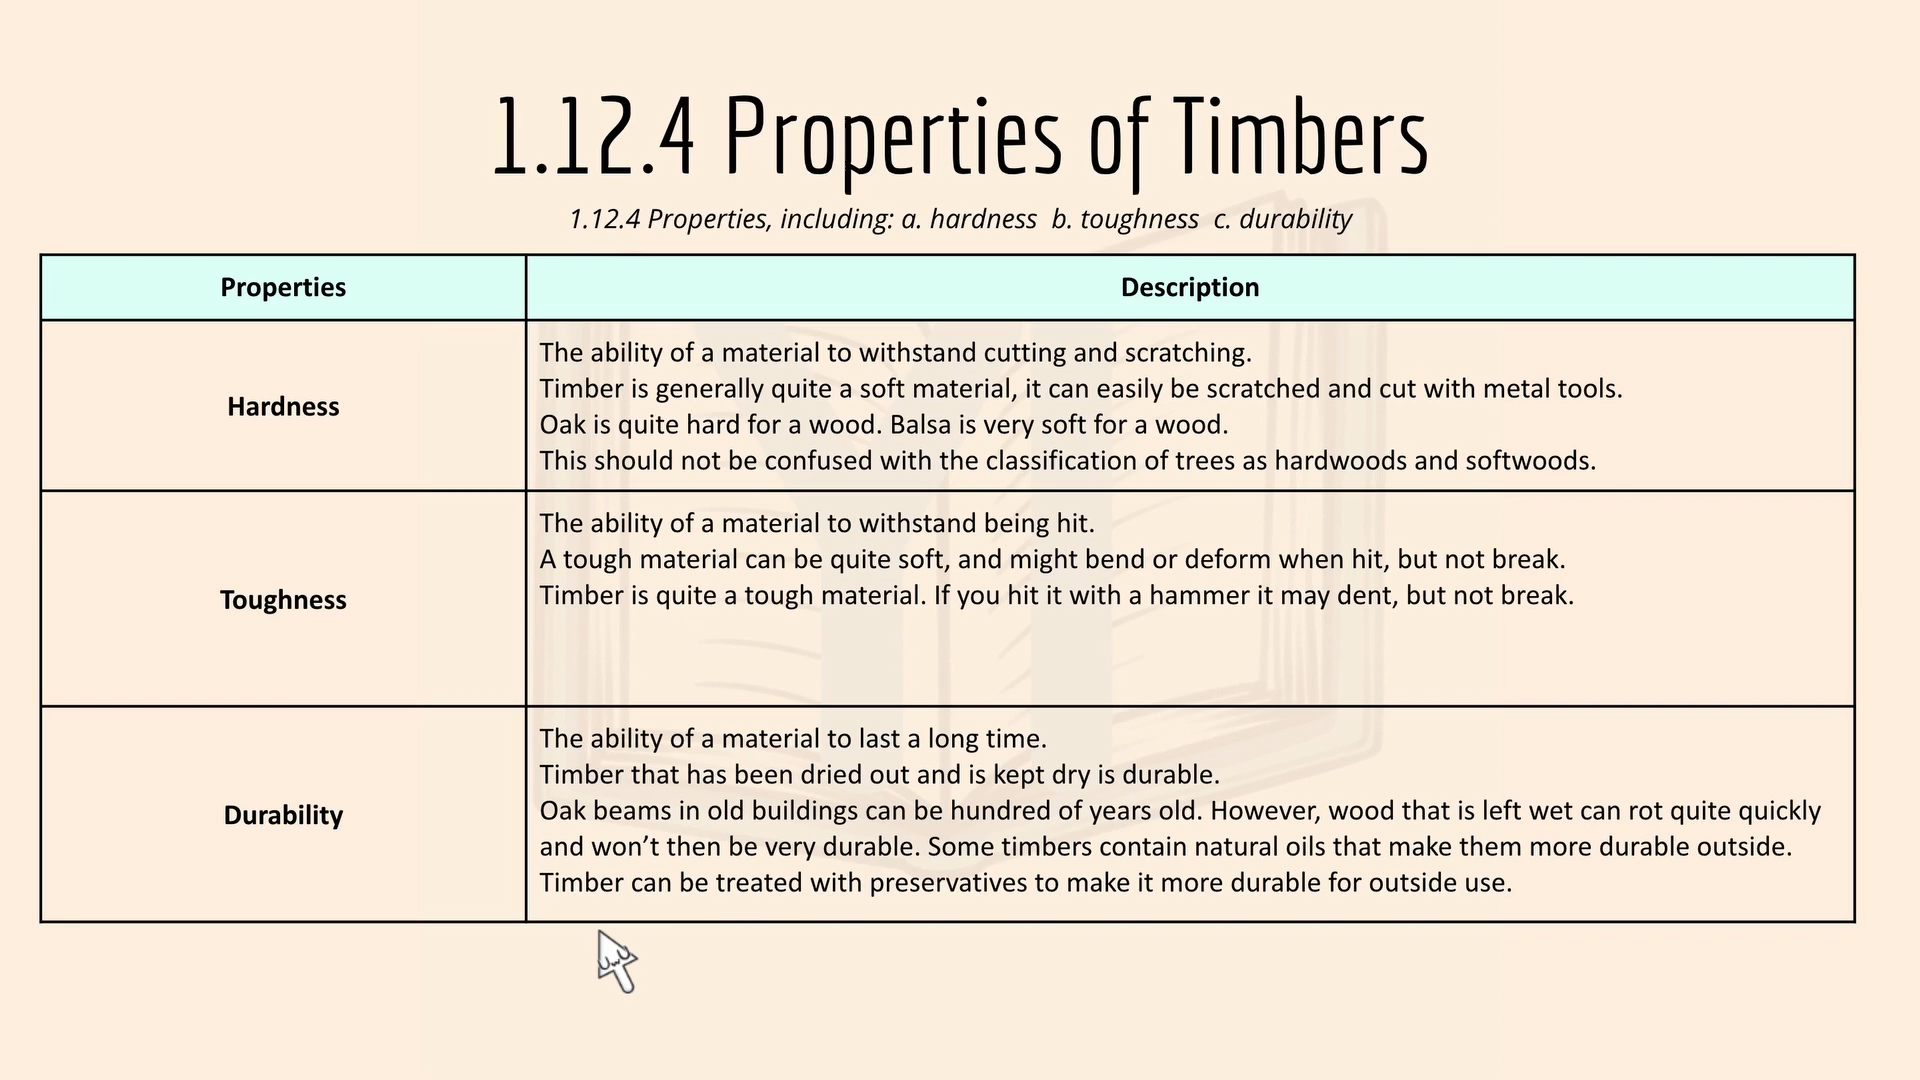 1.12.4 Properties of Timbers
1.12.4 Properties, including: a. hardness  b. toughness  c. durability
Properties
Description
Hardness
The ability of a material to withstand cutting and scratching.
Timber is generally quite a soft material, it can easily be scratched and cut with metal tools.
Oak is quite hard for a wood. Balsa is very soft for a wood.
This should not be confused with the classification of trees as hardwoods and softwoods.
Toughness
The ability of a material to withstand being hit.
A tough material can be quite soft, and might bend or deform when hit, but not break.
Timber is quite a tough material. If you hit it with a hammer it may dent, but not break.
Durability
The ability of a material to last a long time.
Timber that has been dried out and is kept dry is durable.
Oak beams in old buildings can be hundred of years old. However, wood that is left wet can rot quite quickly
and won’t then be very durable. Some timbers contain natural oils that make them more durable outside.
Timber can be treated with preservatives to make it more durable for outside use.